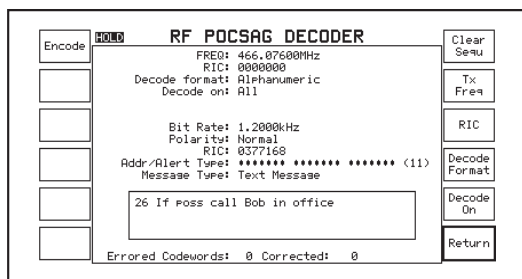 HOLD RF POCSAG DECODER
Encode
FREQ: 466.07600MHz
RIC: 0000000
Decode format: Alphanumeric
Decode on: All
Bit Rate: 1.2000kHz
Polarity: Normal
RIC: 0377168
Addr/Alert Type: ♦♦♦♦♦♦♦ ♦♦♦♦♦♦♦ ♦♦♦♦♦♦♦ (11)
Message Type: Text Message
26 If poss call Bob in office
Errored Codewords: 0 Corrected: 0
Clear
Sequ
Tx
Freq
RIC
Decode
Format
Decode
On
Return